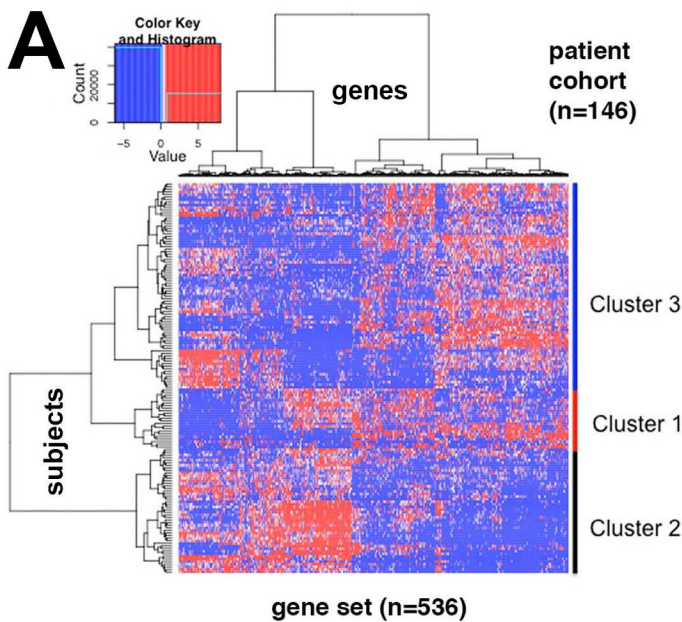 A
Color Key
and Histogram
Count
0
20000
-5
0
5
Value
genes
patient
cohort
(n=146)
subjects
Cluster 3
Cluster 1
Cluster 2
gene set (n=536)